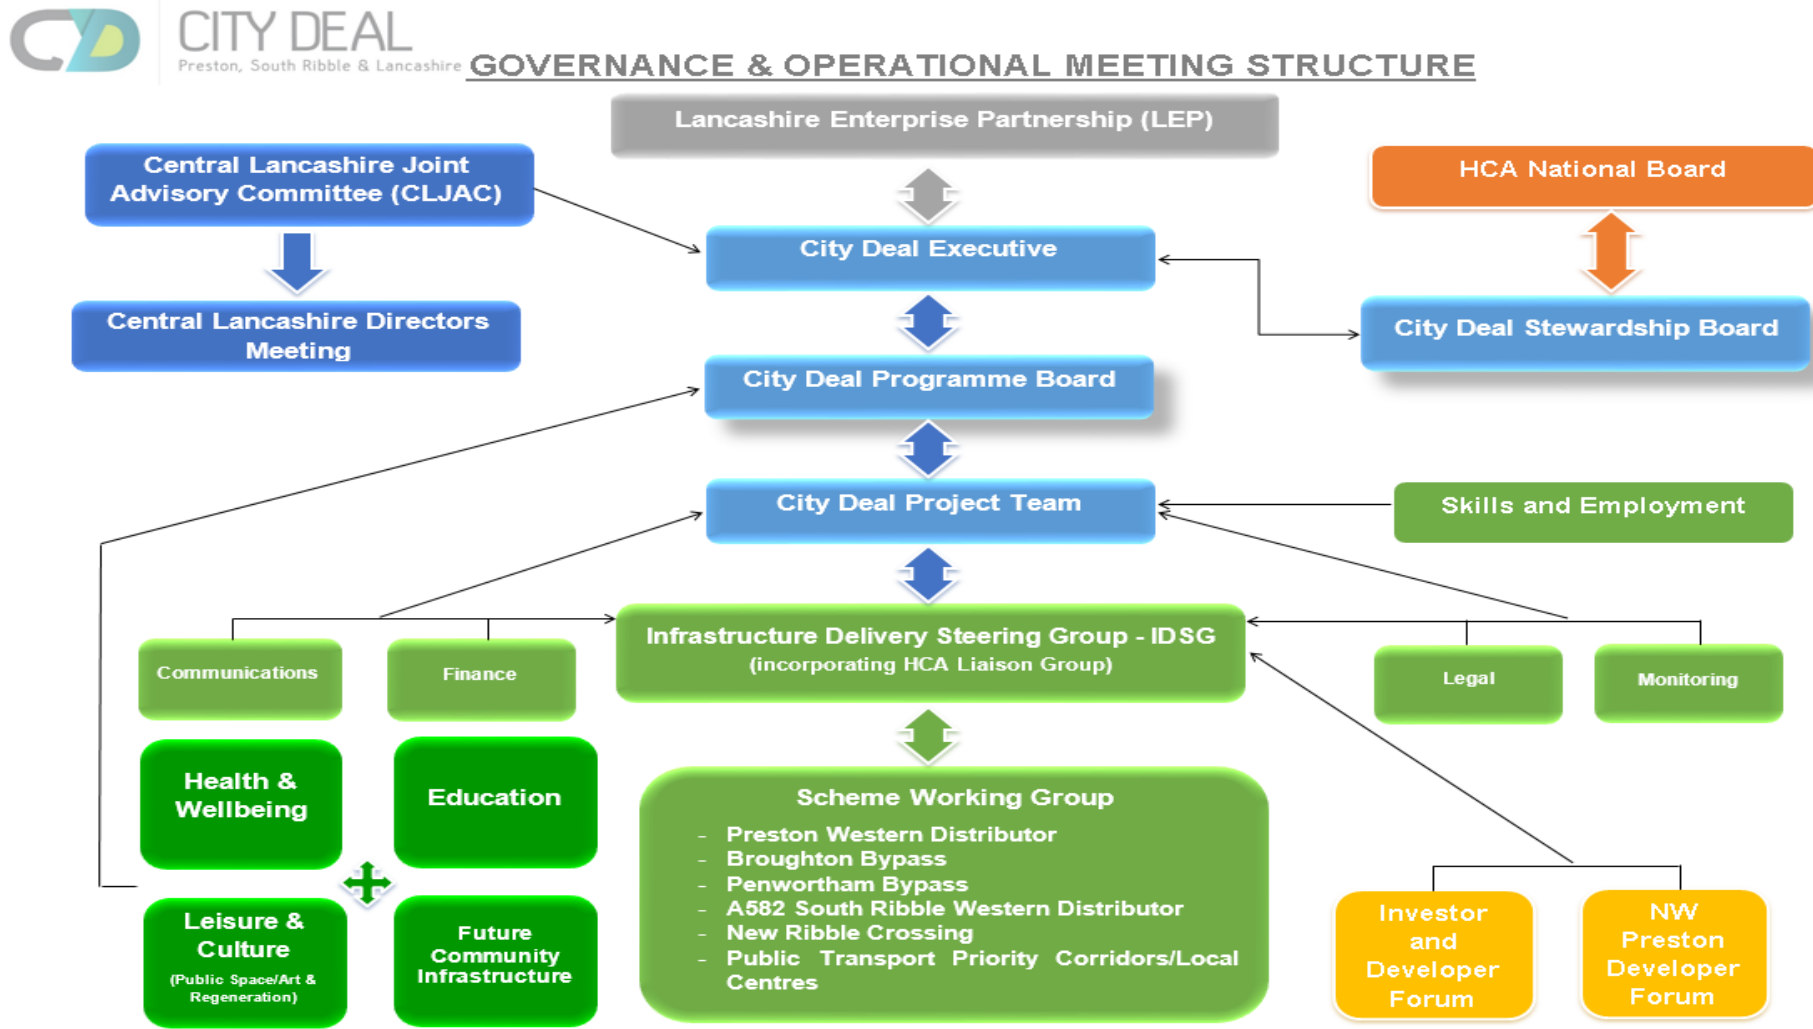 CITY DEAL
Preston, South Ribble & Lancashire
GOVERNANCE & OPERATIONAL MEETING STRUCTURE
Lancashire Enterprise Partnership (LEP)
Central Lancashire Joint
Advisory Committee (CLJAC)
HCA National Board
City Deal Executive
Central Lancashire Directors
Meeting
City Deal Stewardship Board
City Deal Programme Board
City Deal Project Team
Skills and Employment
Infrastructure Delivery Steering Group - IDSG
(incorporating HCA Liaison Group)
Communications
Finance
Legal
Monitoring
Health &
Wellbeing
Education
Leisure &
Culture
(Public Space/Art &
Regeneration)
Future
Community
Infrastructure
Scheme Working Group
- Preston Western Distributor
- Broughton Bypass
- Penwortham Bypass
- A582 South Ribble Western Distributor
- New Ribble Crossing
- Public Transport Priority Corridors/Local
Centres
Investor
and
Developer
Forum
NW
Preston
Developer
Forum